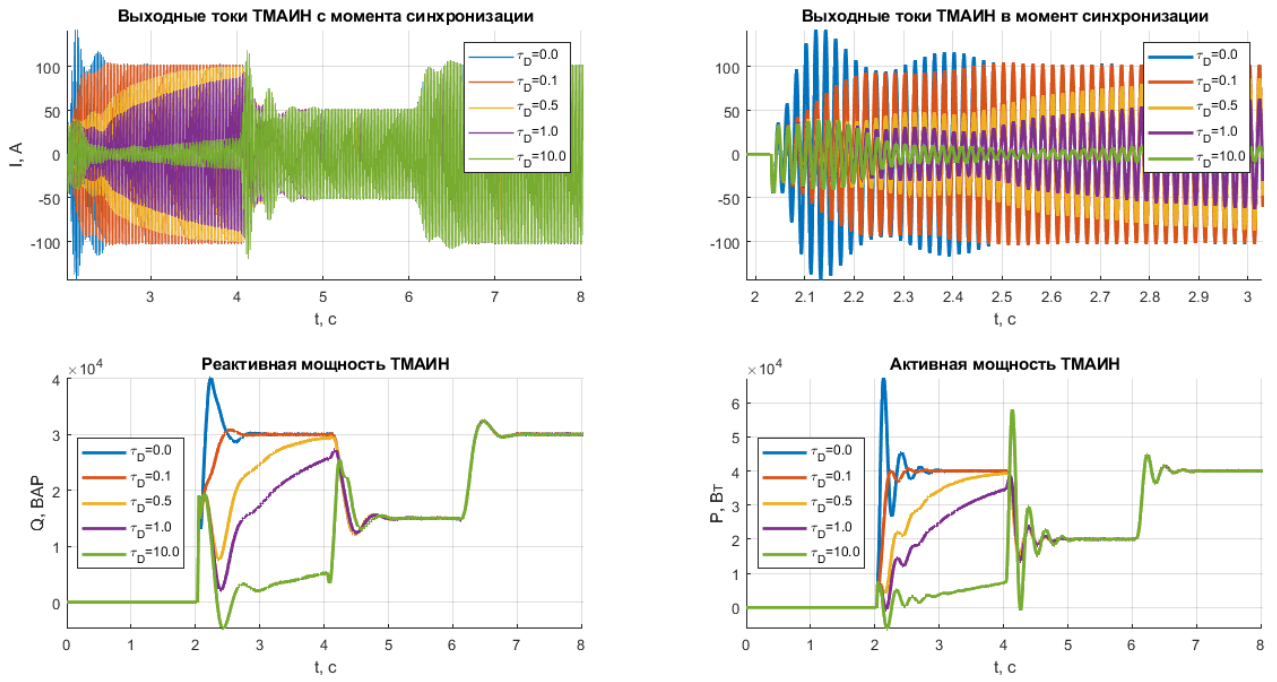 Выходные токи ТМАИН с момента синхронизации
I, А
100
50
0
-50
-100
τD=0.0
τD=0.1
τD=0.5
τD=1.0
τD=10.0
3
4
5
6
7
8
t, с
Выходные токи ТМАИН в момент синхронизации
100
50
0
-50
-100
τD=0.0
τD=0.1
τD=0.5
τD=1.0
τD=10.0
2
2.1
2.2
2.3
2.4
2.5
2.6
2.7
2.8
2.9
3
t, с
Реактивная мощность ТМАИН
×10⁴
Q, ВАР
4
3
2
1
0
τD=0.0
τD=0.1
τD=0.5
τD=1.0
τD=10.0
0
1
2
3
4
5
6
7
8
t, с
Активная мощность ТМАИН
×10⁴
P, Вт
6
5
4
3
2
1
0
τD=0.0
τD=0.1
τD=0.5
τD=1.0
τD=10.0
0
1
2
3
4
5
6
7
8
t, с